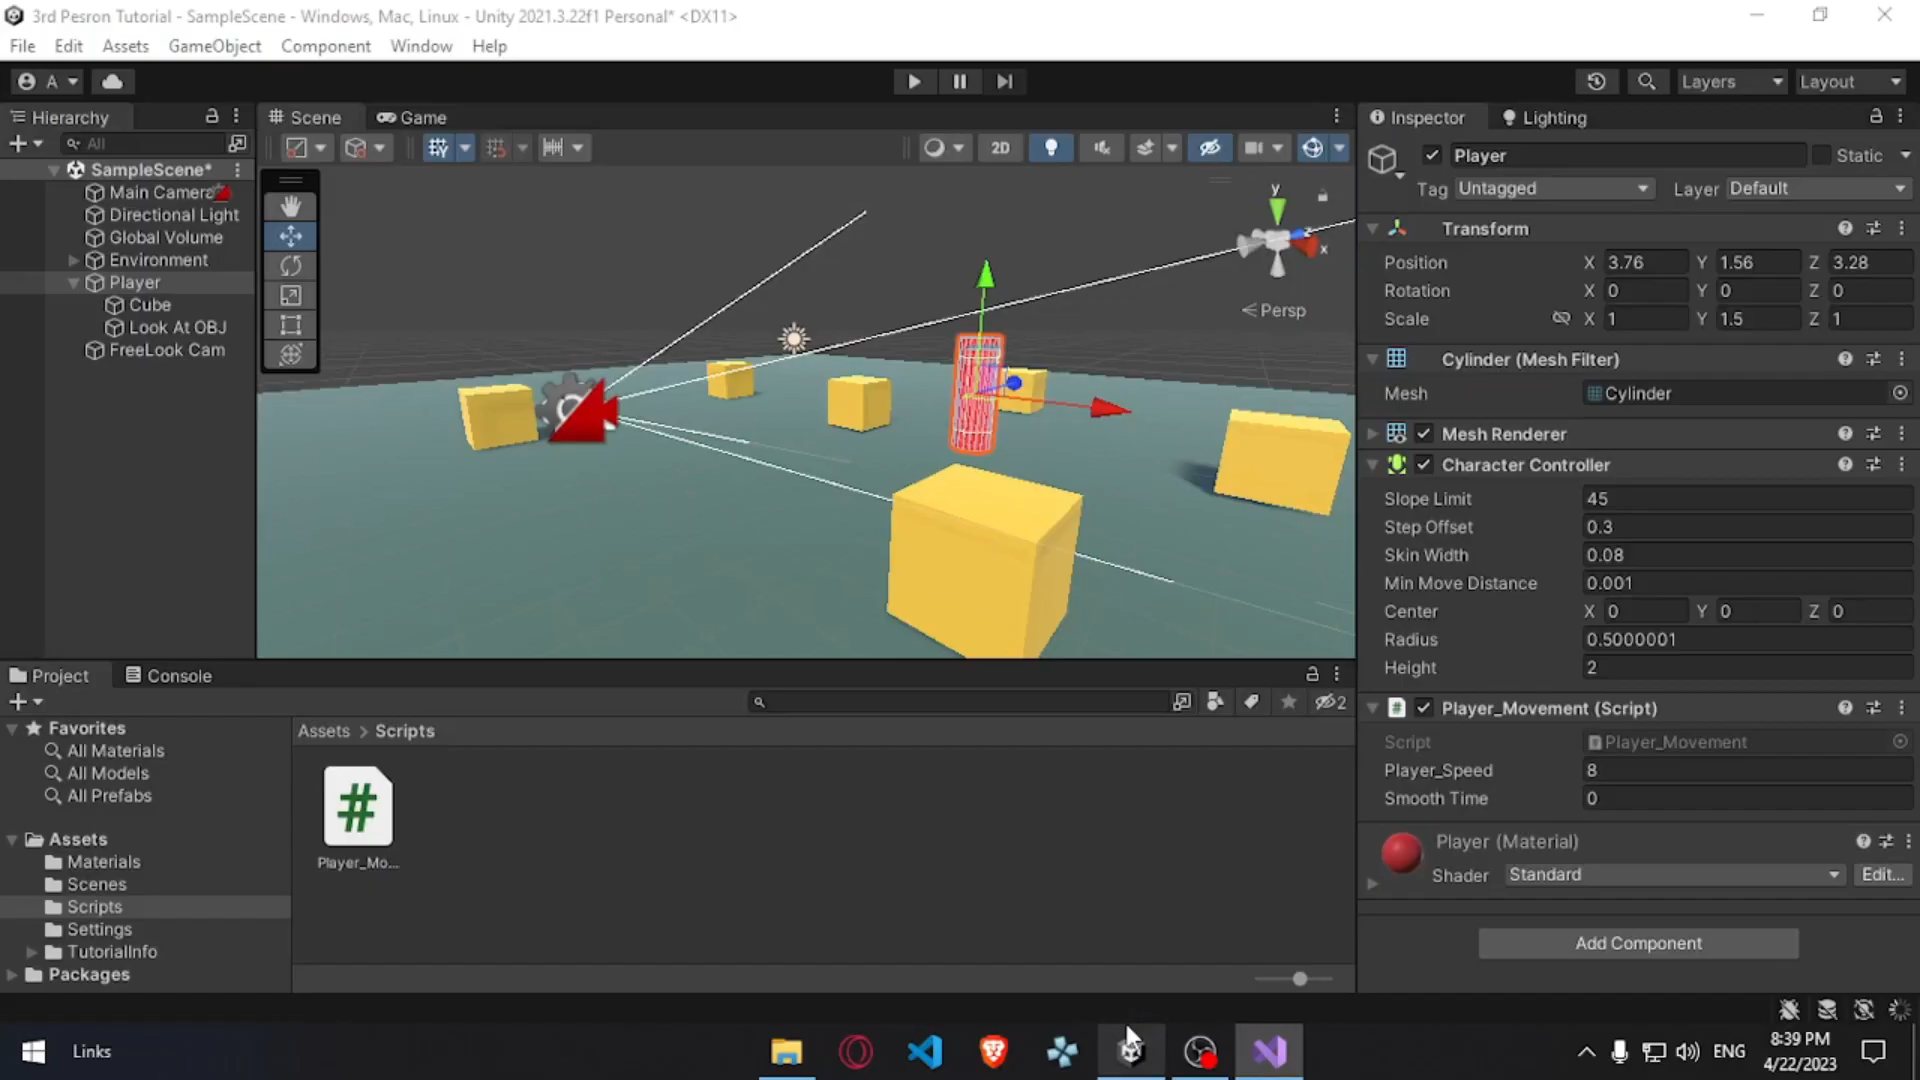 3rd Pesron Tutorial - SampleScene - Windows, Mac, Linux - Unity 2021.3.22f1 Personal* <DX11>
File Edit Assets GameObject Component Window Help
A Layers Layout
Hierarchy
All
SampleScene*
Main Camera
Directional Light
Global Volume
Environment
Player
Cube
Look At OBJ
FreeLook Cam
Scene Game
2D
y
x
Persp
Inspector Lighting
Player Static
Tag Untagged Layer Default
Transform
Position X 3.76 Y 1.56 Z 3.28
Rotation X 0 Y 0 Z 0
Scale X 1 Y 1.5 Z 1
Cylinder (Mesh Filter)
Mesh Cylinder
Mesh Renderer
Character Controller
Slope Limit 45
Step Offset 0.3
Skin Width 0.08
Min Move Distance 0.001
Center X 0 Y 0 Z 0
Radius 0.5000001
Height 2
Player_Movement (Script)
Script Player_Movement
Player_Speed 8
Smooth Time 0
Player (Material)
Shader Standard Edit...
Add Component
Project Console
2
Favorites
All Materials
All Models
All Prefabs
Assets
Materials
Scenes
Scripts
Settings
TutorialInfo
Packages
Assets > Scripts
#
Player_Mo...
Links
ENG
8:39 PM
4/22/2023